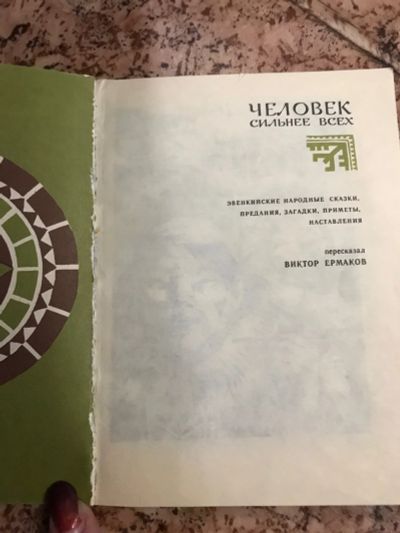 ЧЕЛОВЕК
СИЛЬНЕЕ ВСЕХ
ЭВЕНКИЙСКИЕ НАРОДНЫЕ СКАЗКИ,
ПРЕДАНИЯ, ЗАГАДКИ, ПРИМЕТЫ,
НАСТАВЛЕНИЯ
пересказал
ВИКТОР ЕРМАКОВ